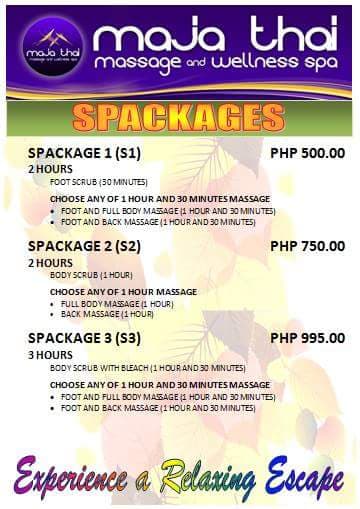 maja thai
massage and wellness spa
maja thai
massage and wellness spa
SPACKAGES
SPACKAGE 1 (S1) PHP 500.00
2 HOURS
FOOT SCRUB (30 MINUTES)
CHOOSE ANY OF 1 HOUR AND 30 MINUTES MASSAGE
• FOOT AND FULL BODY MASSAGE (1 HOUR AND 30 MINUTES)
• FOOT AND BACK MASSAGE (1 HOUR AND 30 MINUTES)
SPACKAGE 2 (S2) PHP 750.00
2 HOURS
BODY SCRUB (1 HOUR)
CHOOSE ANY OF 1 HOUR MASSAGE
• FULL BODY MASSAGE (1 HOUR)
• BACK MASSAGE (1 HOUR)
SPACKAGE 3 (S3) PHP 995.00
3 HOURS
BODY SCRUB WITH BLEACH (1 HOUR AND 30 MINUTES)
CHOOSE ANY OF 1 HOUR AND 30 MINUTES MASSAGE
• FOOT AND FULL BODY MASSAGE (1 HOUR AND 30 MINUTES)
• FOOT AND BACK MASSAGE (1 HOUR AND 30 MINUTES)
Experience a Relaxing Escape